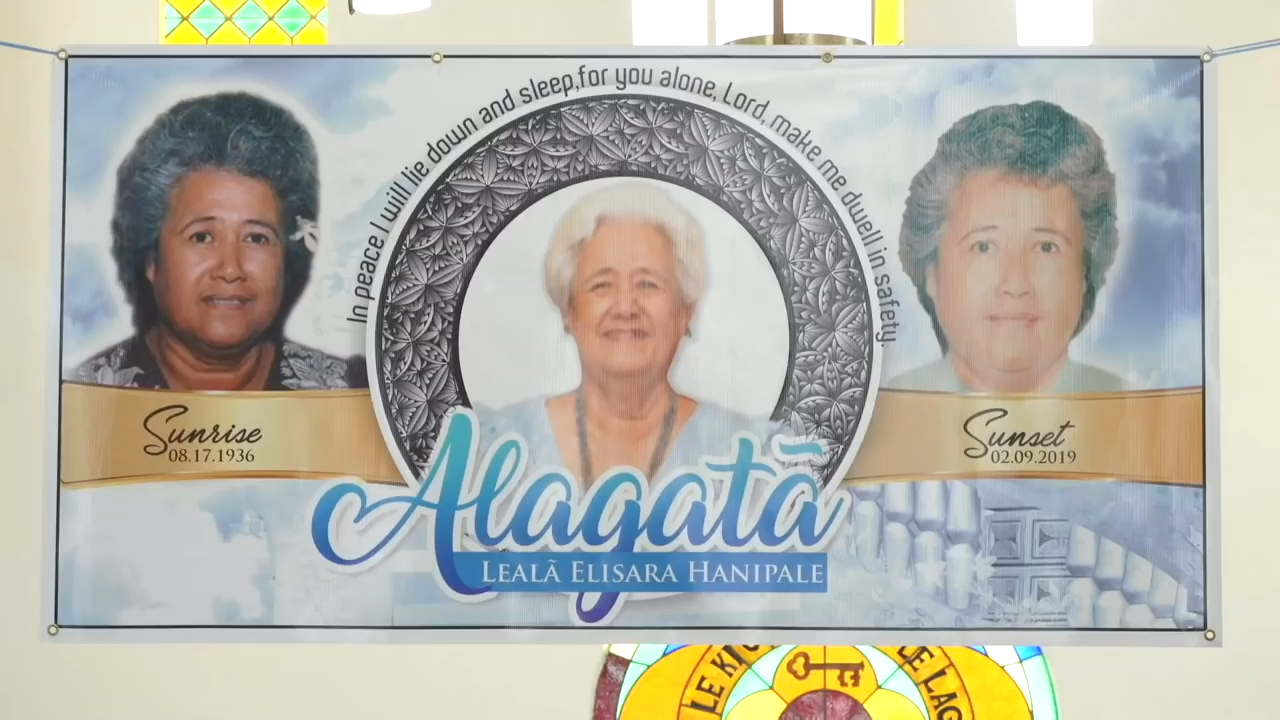 In peace I will lie down and sleep,for you alone, Lord, make me dwell in safety.
Sunrise
08.17.1936
Sunset
02.09.2019
Alagatā
LEALÃ ELISARA HANIPALE